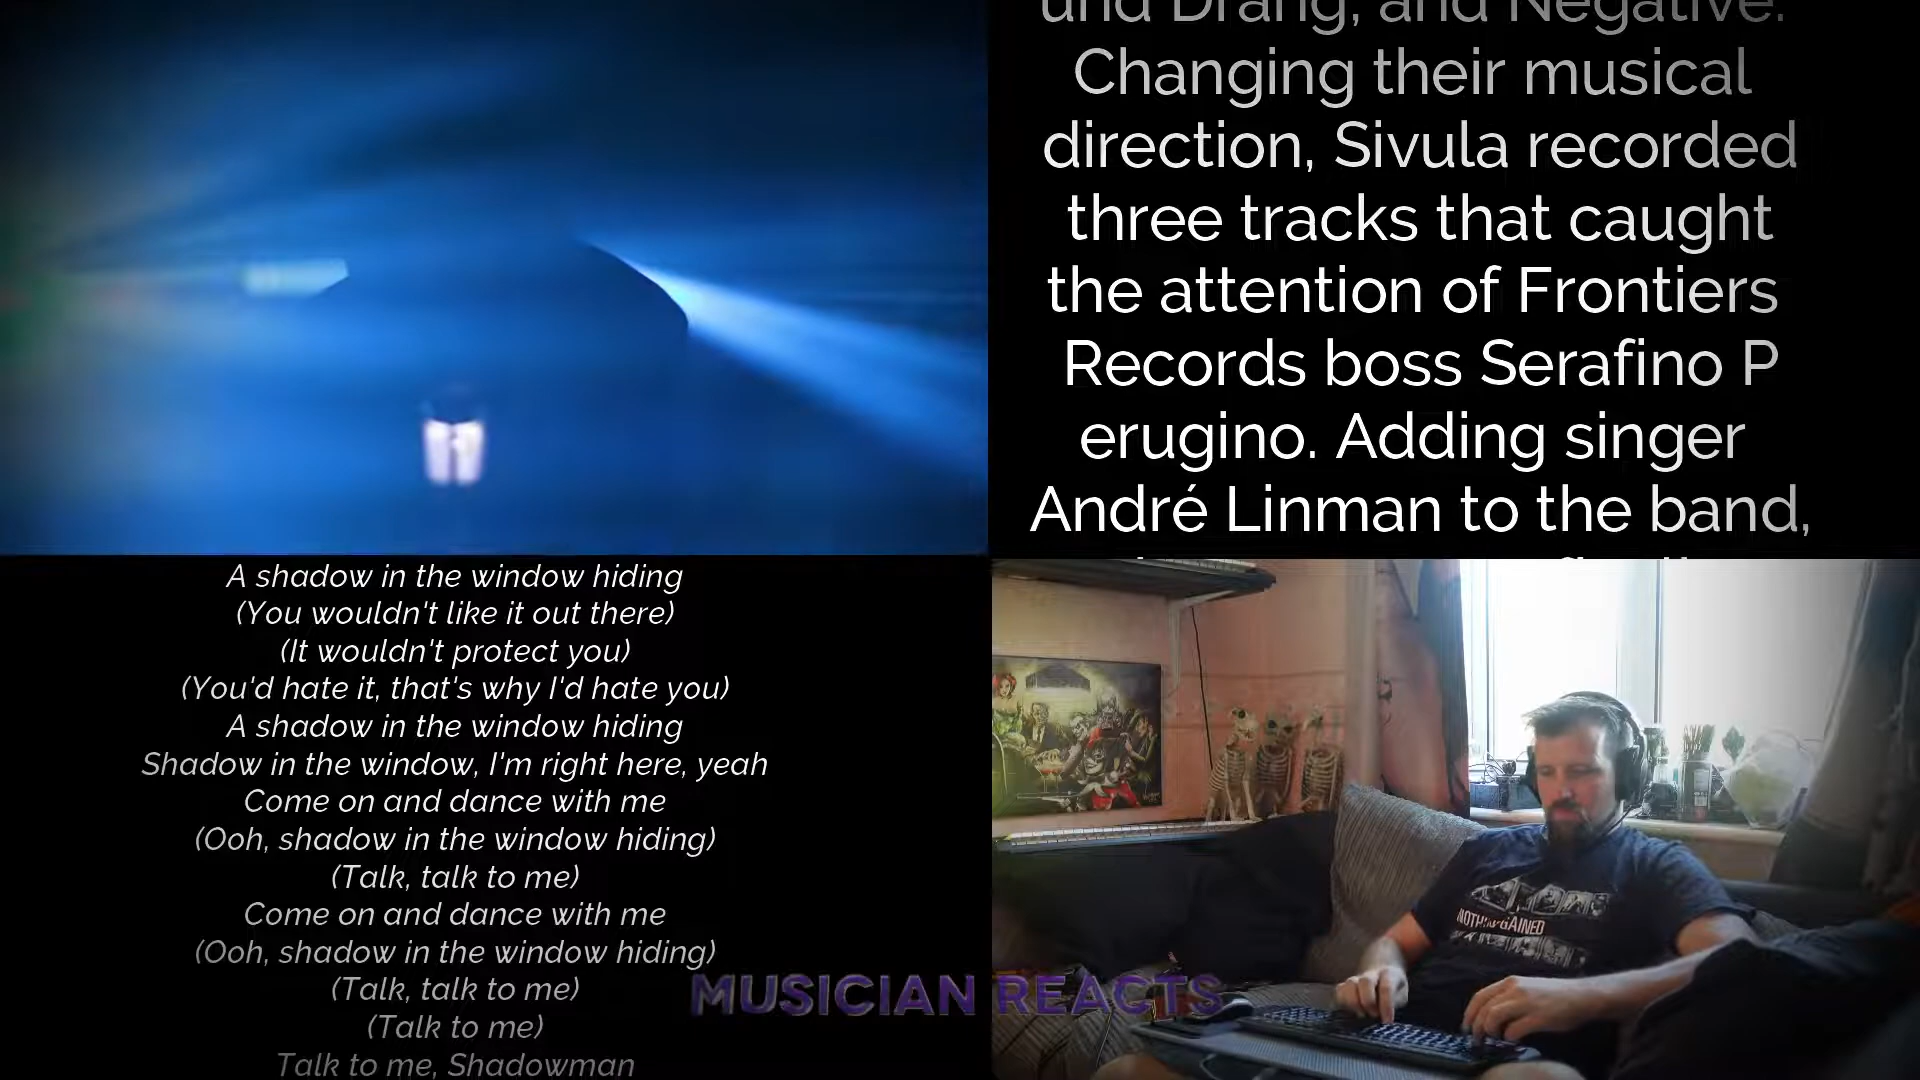 und Drang, and Negative.
Changing their musical
direction, Sivula recorded
three tracks that caught
the attention of Frontiers
Records boss Serafino P
erugino. Adding singer
André Linman to the band,
A shadow in the window hiding
(You wouldn't like it out there)
(It wouldn't protect you)
(You'd hate it, that's why I'd hate you)
A shadow in the window hiding
Shadow in the window, I'm right here, yeah
Come on and dance with me
(Ooh, shadow in the window hiding)
(Talk, talk to me)
Come on and dance with me
(Ooh, shadow in the window hiding)
(Talk, talk to me)
(Talk to me)
Talk to me, Shadowman
MUSICIAN REACTS
GAINED